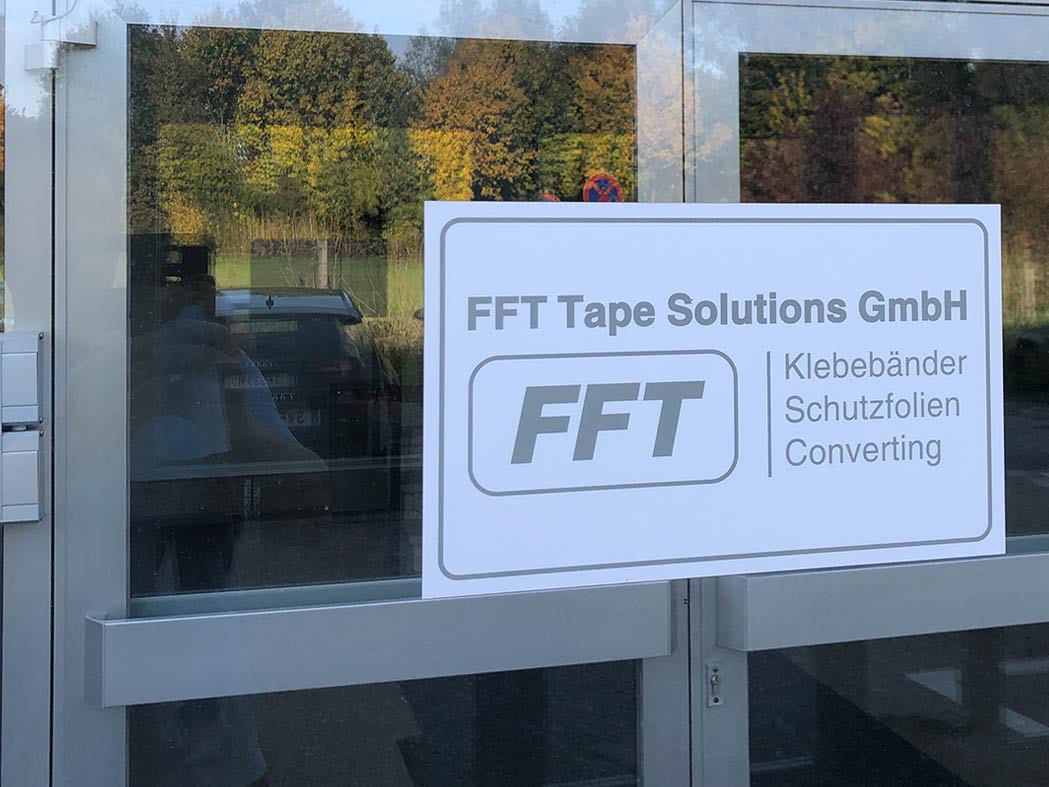 FFT Tape Solutions GmbH
FFT
Klebebänder
Schutzfolien
Converting